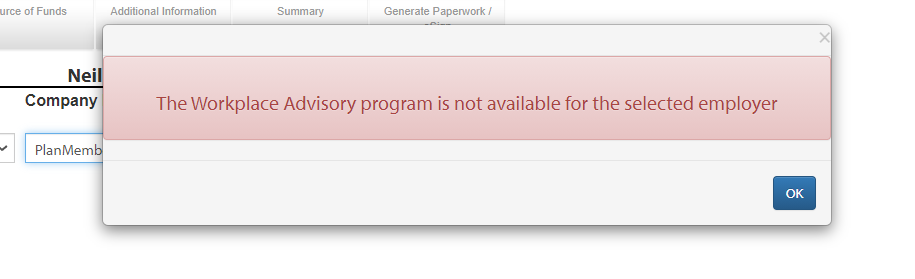 urce of Funds
Additional Information
Summary
Generate Paperwork /
×
Neil
The Workplace Advisory program is not available for the selected employer
Company
PlanMemb
OK